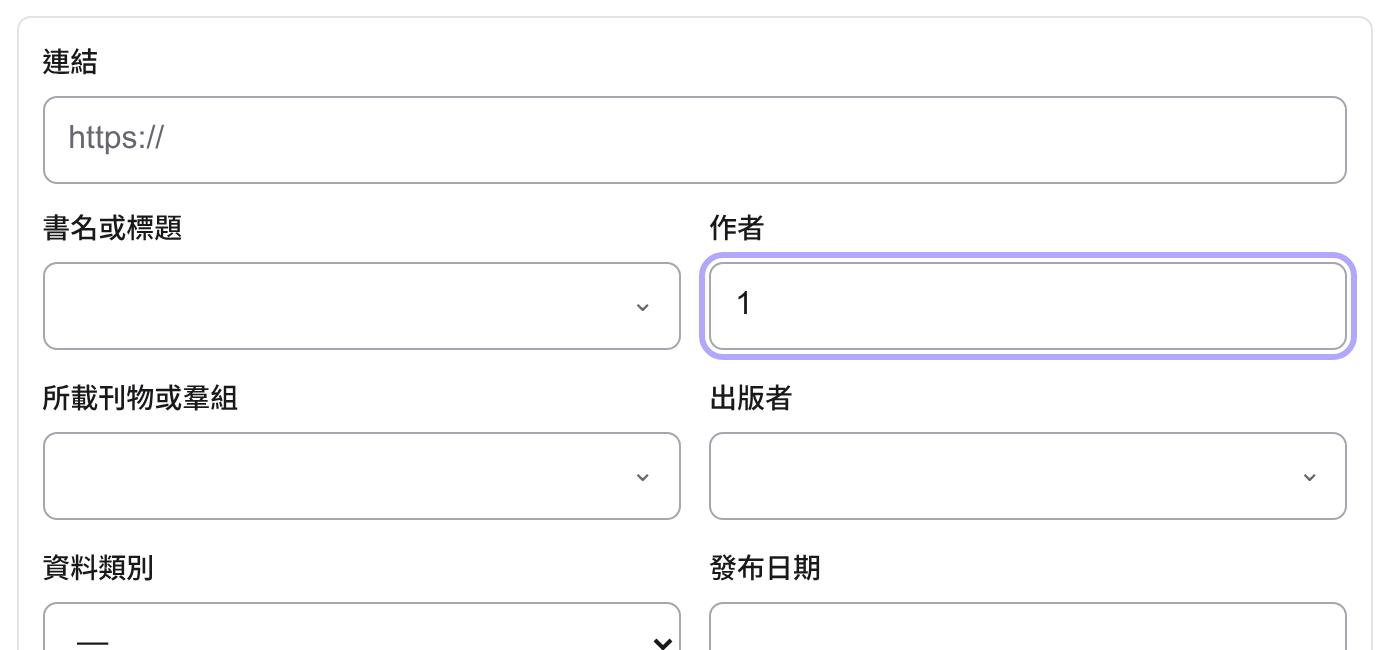 連結
https://
書名或標題
作者
1
所載刊物或羣組
出版者
資料類別
發布日期
—